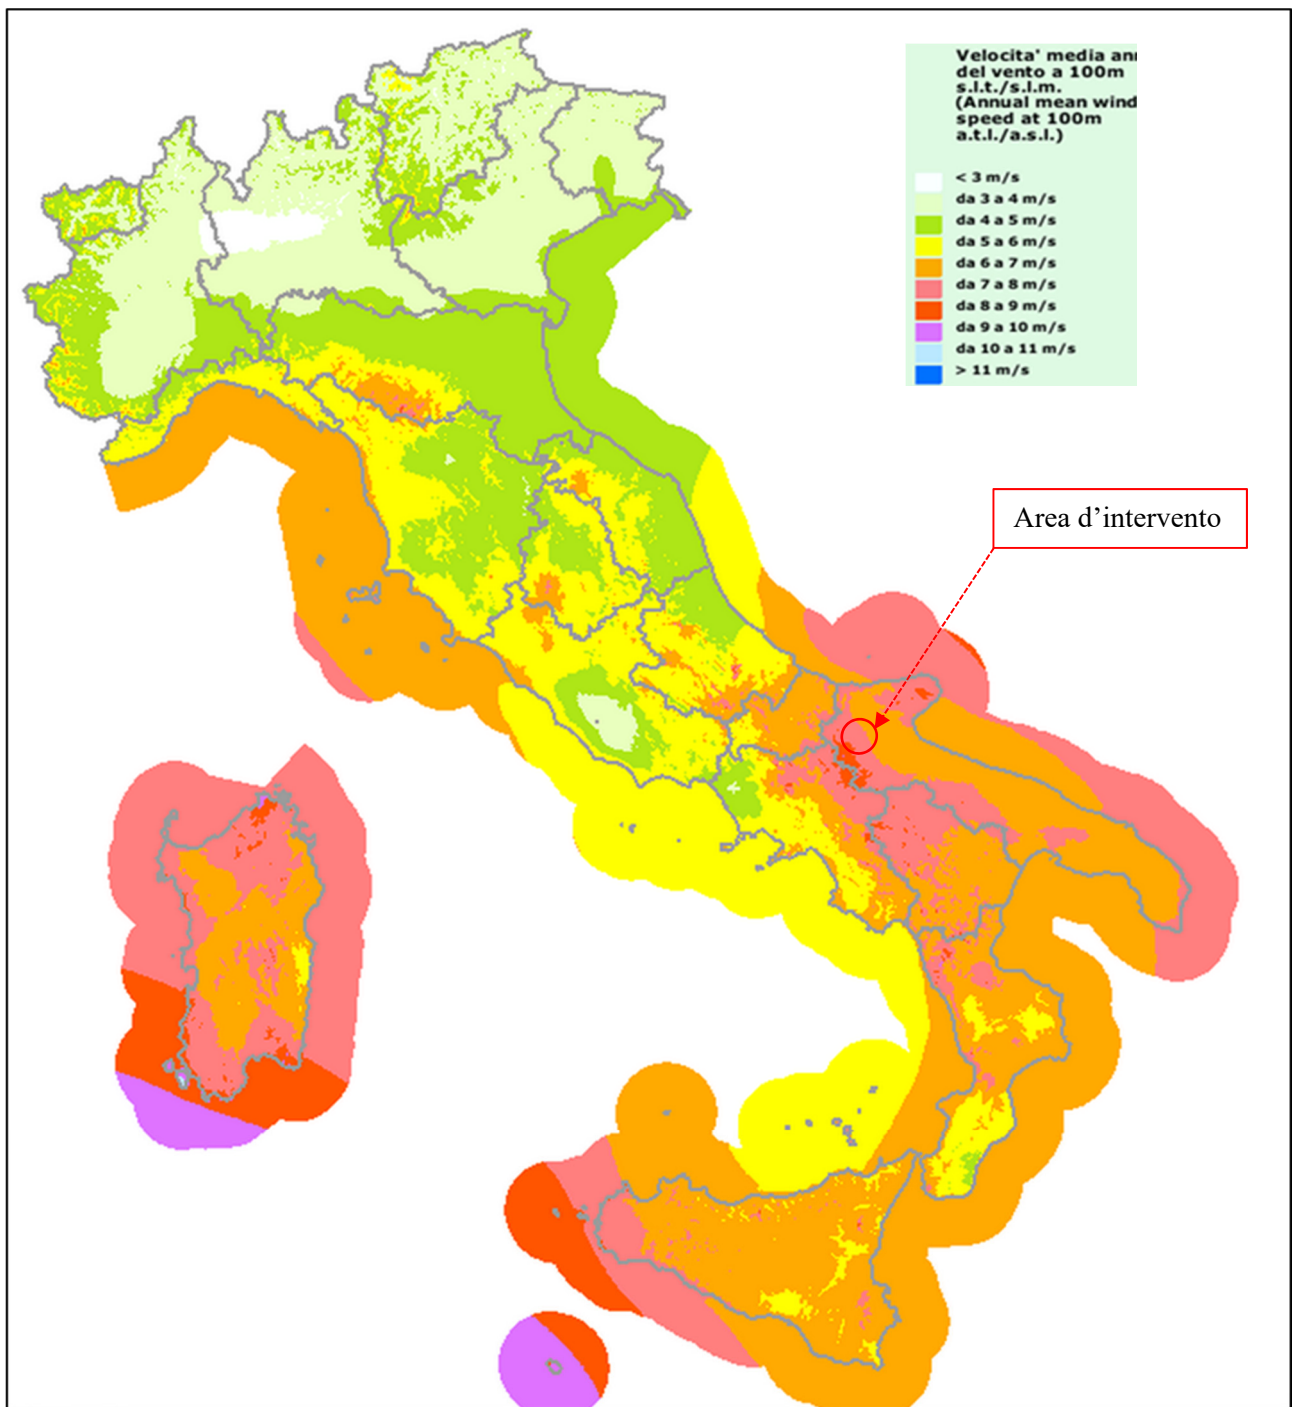 Velocita' media an
del vento a 100m
s.l.t./s.l.m.
(Annual mean wind
speed at 100m
a.t.l./a.s.l.)
< 3 m/s
da 3 a 4 m/s
da 4 a 5 m/s
da 5 a 6 m/s
da 6 a 7 m/s
da 7 a 8 m/s
da 8 a 9 m/s
da 9 a 10 m/s
da 10 a 11 m/s
> 11 m/s
Area d’intervento